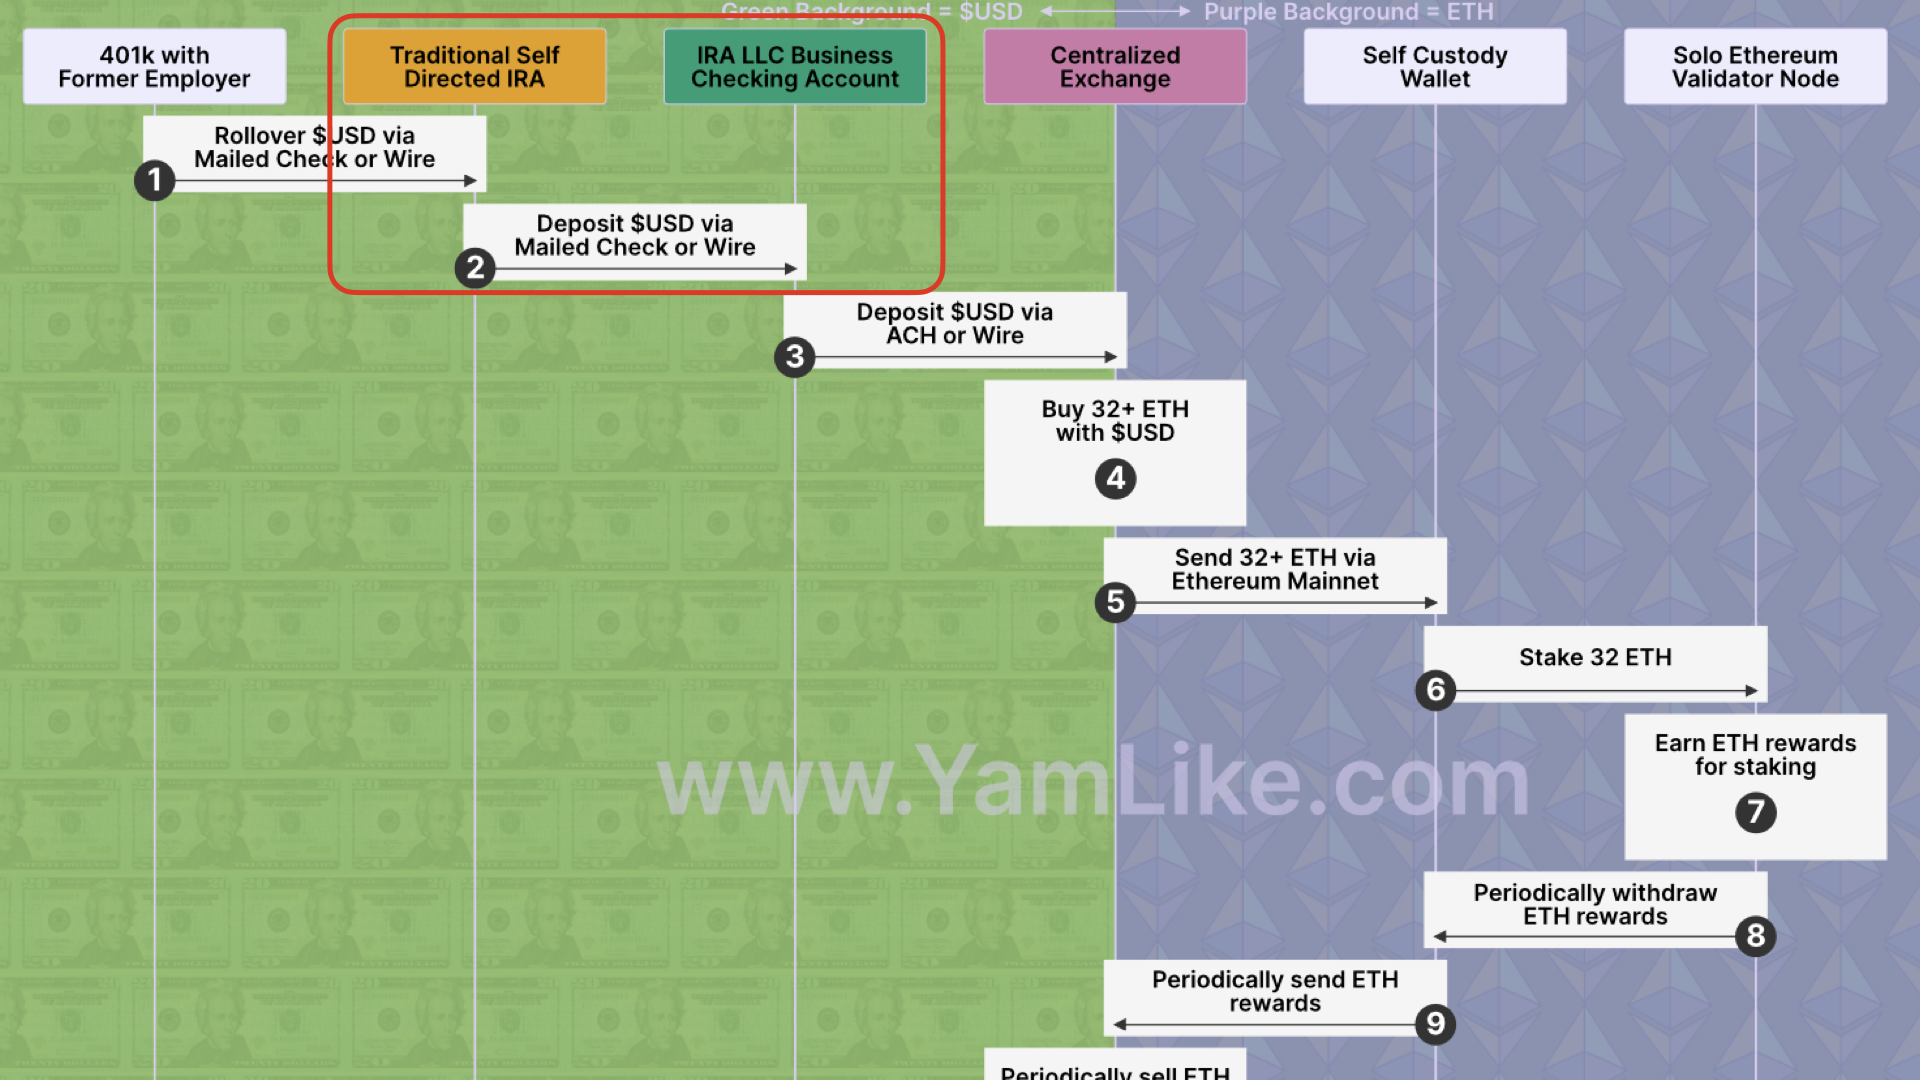 Green Background = $USD
Purple Background = ETH
401k with
Former Employer
Traditional Self
Directed IRA
IRA LLC Business
Checking Account
Centralized
Exchange
Self Custody
Wallet
Solo Ethereum
Validator Node
Rollover $USD via
Mailed Check or Wire
1
Deposit $USD via
Mailed Check or Wire
2
Deposit $USD via
ACH or Wire
3
Buy 32+ ETH
with $USD
4
Send 32+ ETH via
Ethereum Mainnet
5
Stake 32 ETH
6
www.YamLike.com
Earn ETH rewards
for staking
7
Periodically withdraw
ETH rewards
8
Periodically send ETH
rewards
9
Periodically sell ETH